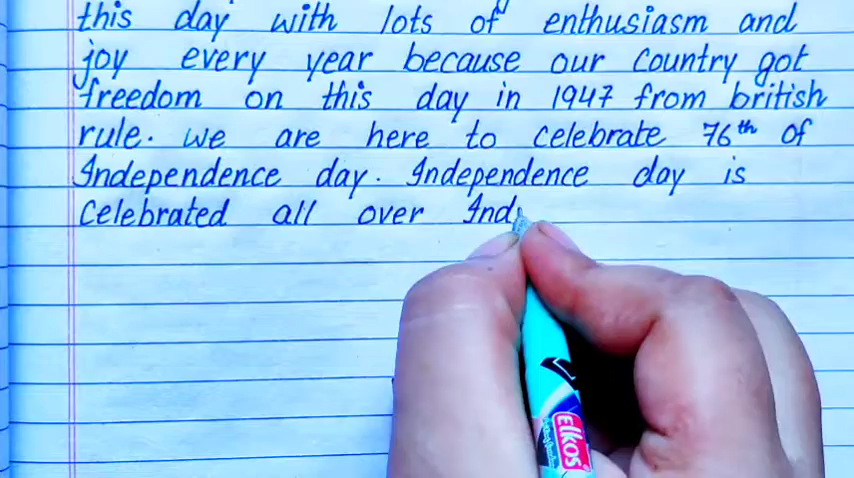 this day with lots of enthusiasm and
joy every year because our country got
freedom on this day in 1947 from british
rule. we are here to celebrate 76th of
Independence day. Independence day is
Celebrated all over Ind
Elkos